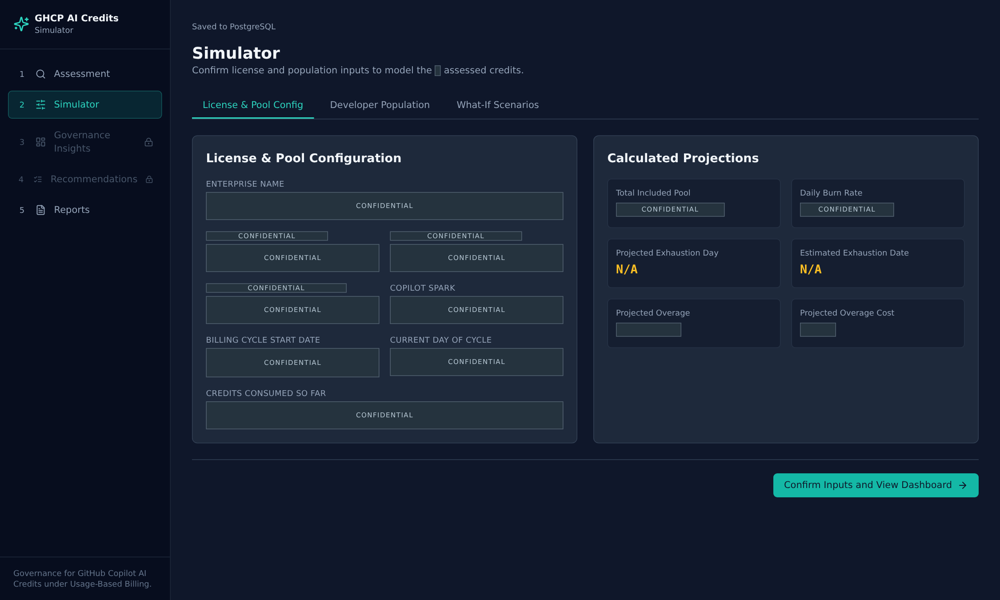 GHCP AI Credits
Simulator
1 Assessment
2 Simulator
3 Governance
Insights
4 Recommendations
5 Reports
Governance for GitHub Copilot AI
Credits under Usage-Based Billing.
Saved to PostgreSQL
Simulator
Confirm license and population inputs to model the assessed credits.
License & Pool Config Developer Population What-If Scenarios
License & Pool Configuration
ENTERPRISE NAME
CONFIDENTIAL
CONFIDENTIAL CONFIDENTIAL
CONFIDENTIAL CONFIDENTIAL
CONFIDENTIAL COPILOT SPARK
CONFIDENTIAL CONFIDENTIAL
BILLING CYCLE START DATE CURRENT DAY OF CYCLE
CONFIDENTIAL CONFIDENTIAL
CREDITS CONSUMED SO FAR
CONFIDENTIAL
Calculated Projections
Total Included Pool Daily Burn Rate
CONFIDENTIAL CONFIDENTIAL
Projected Exhaustion Day Estimated Exhaustion Date
N/A N/A
Projected Overage Projected Overage Cost
Confirm Inputs and View Dashboard